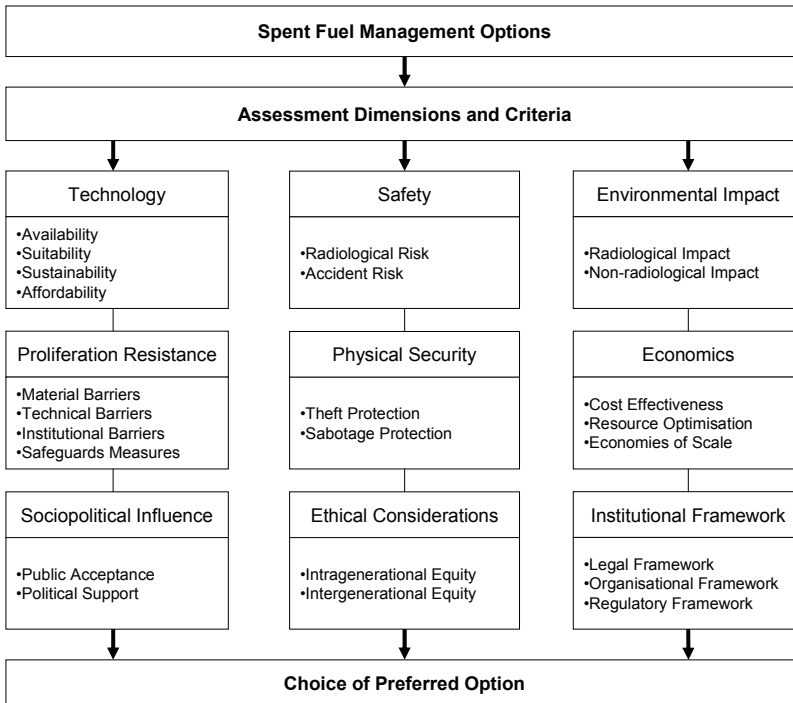 Spent Fuel Management Options
Assessment Dimensions and Criteria
Technology
•Availability
•Suitability
•Sustainability
•Affordability
Safety
•Radiological Risk
•Accident Risk
Environmental Impact
•Radiological Impact
•Non-radiological Impact
Proliferation Resistance
•Material Barriers
•Technical Barriers
•Institutional Barriers
•Safeguards Measures
Physical Security
•Theft Protection
•Sabotage Protection
Economics
•Cost Effectiveness
•Resource Optimisation
•Economies of Scale
Sociopolitical Influence
•Public Acceptance
•Political Support
Ethical Considerations
•Intragenerational Equity
•Intergenerational Equity
Institutional Framework
•Legal Framework
•Organisational Framework
•Regulatory Framework
Choice of Preferred Option